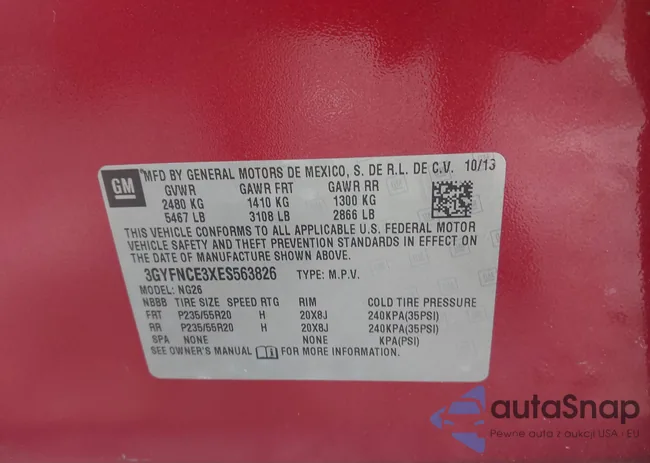 GM
MFD BY GENERAL MOTORS DE MEXICO, S. DE R.L. DE C.V. 10/13
GVWR GAWR FRT GAWR RR
2480 KG 1410 KG 1300 KG
5467 LB 3108 LB 2866 LB
THIS VEHICLE CONFORMS TO ALL APPLICABLE U.S. FEDERAL MOTOR
VEHICLE SAFETY AND THEFT PREVENTION STANDARDS IN EFFECT ON
THE DATE OF MANUFACTURE SHOWN ABOVE.
3GYFNCE3XES563826 TYPE: M.P.V.
MODEL: NG26
NBBB TIRE SIZE SPEED RTG RIM COLD TIRE PRESSURE
FRT P235/55R20 H 20X8J 240KPA(35PSI)
RR P235/55R20 H 20X8J 240KPA(35PSI)
SPA NONE NONE KPA(PSI)
SEE OWNER'S MANUAL FOR MORE INFORMATION.
autaSnap
Pewne auta z aukcji USA - EU